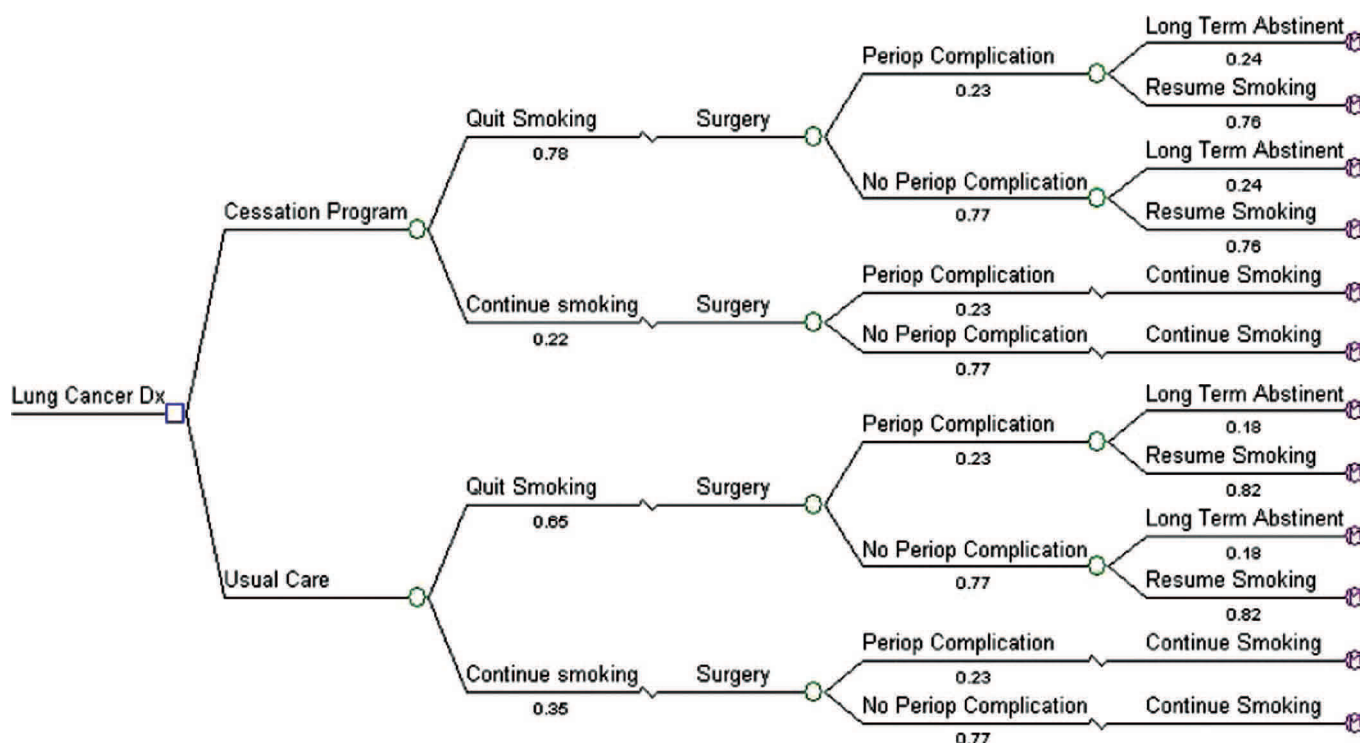 Long Term Abstinent
0.24
Periop Complication
0.23
Resume Smoking
0.76
Quit Smoking
0.78
Surgery
Long Term Abstinent
0.24
No Periop Complication
0.77
Resume Smoking
0.76
Cessation Program
Periop Complication
0.23
Continue Smoking
Continue smoking
0.22
Surgery
No Periop Complication
0.77
Continue Smoking
Lung Cancer Dx
Long Term Abstinent
0.18
Periop Complication
0.23
Resume Smoking
0.82
Quit Smoking
0.65
Surgery
Long Term Abstinent
0.18
No Periop Complication
0.77
Resume Smoking
0.82
Usual Care
Periop Complication
0.23
Continue Smoking
Continue smoking
0.35
Surgery
No Periop Complication
0.77
Continue Smoking